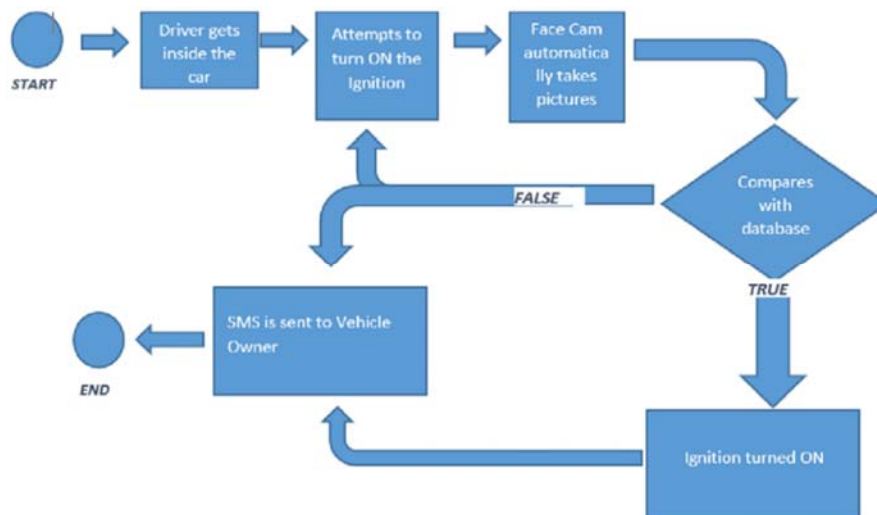 START
Driver gets
inside the
car
Attempts to
turn ON the
Ignition
Face Cam
automatica
lly takes
pictures
Compares
with
database
FALSE
TRUE
SMS is sent to Vehicle
Owner
END
Ignition turned ON